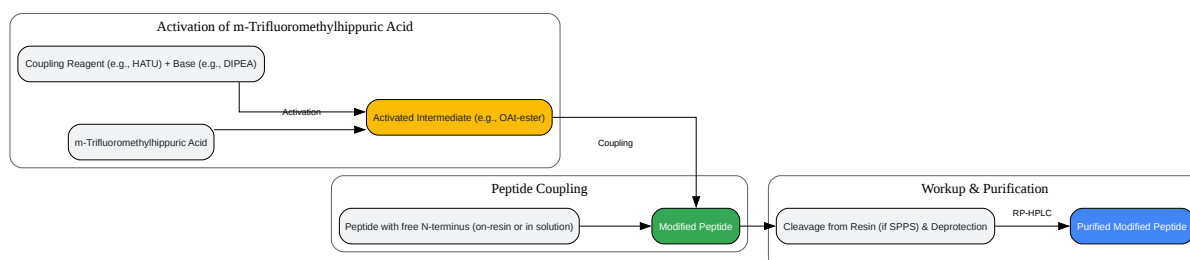 Activation of m-Trifluoromethylhippuric Acid
Coupling Reagent (e.g., HATU) + Base (e.g., DIPEA)
Activation
Activated Intermediate (e.g., OAt-ester)
m-Trifluoromethylhippuric Acid
Coupling
Peptide Coupling
Peptide with free N-terminus (on-resin or in solution)
Modified Peptide
Workup & Purification
Cleavage from Resin (if SPPS) & Deprotection
RP-HPLC
Purified Modified Peptide